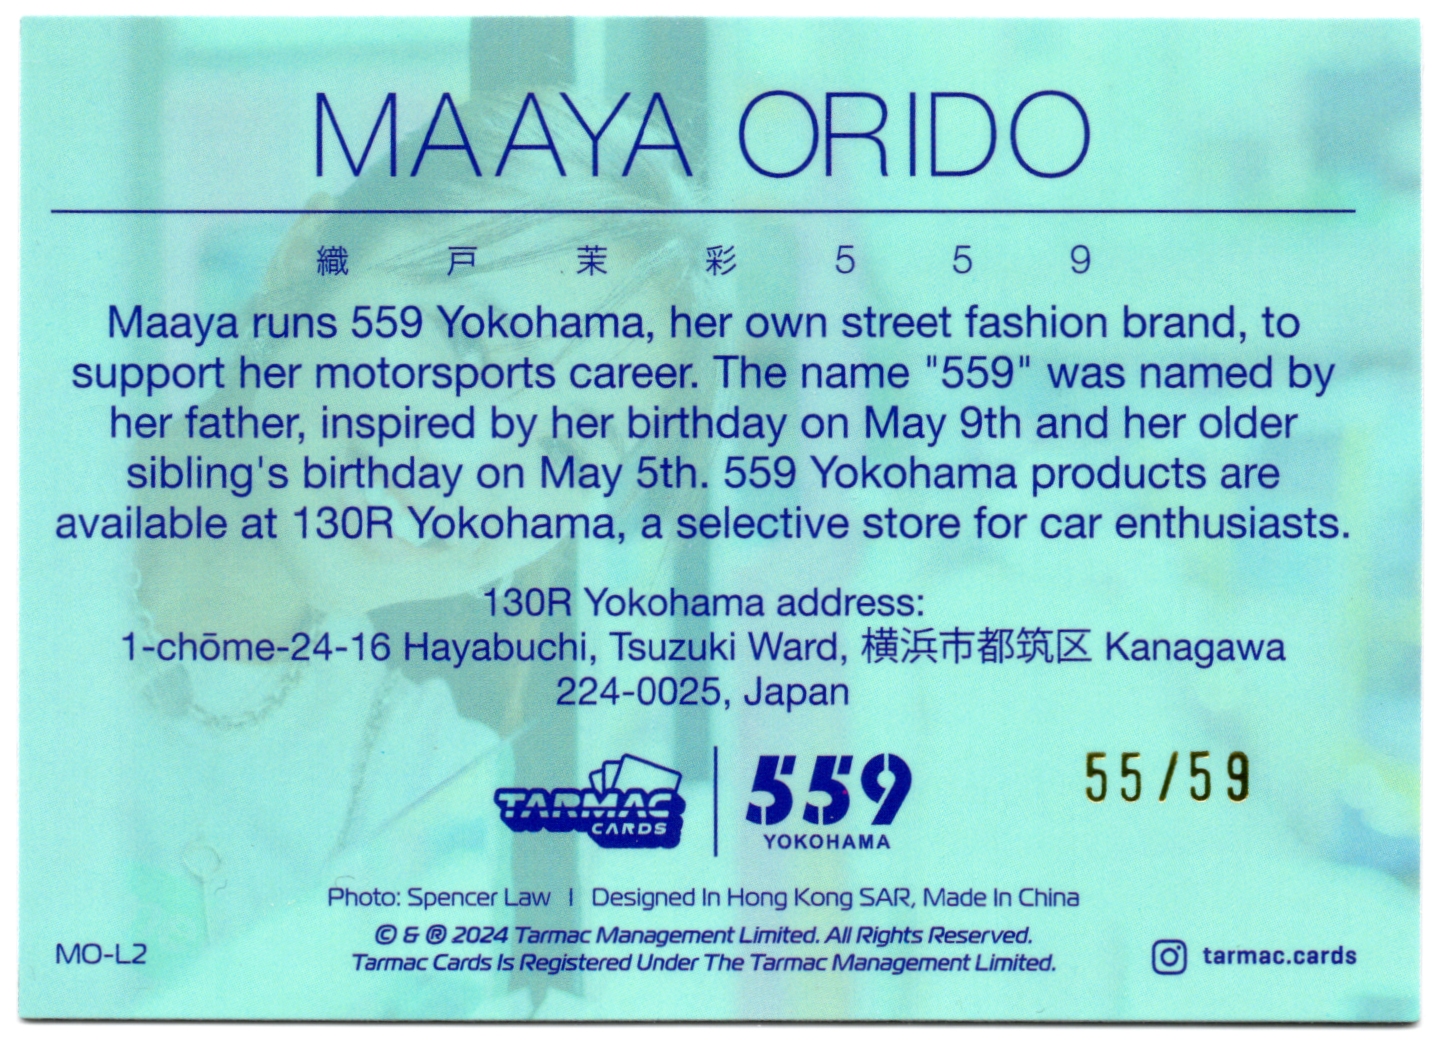 MAAYA ORIDO
織戸茉彩559
Maaya runs 559 Yokohama, her own street fashion brand, to
support her motorsports career. The name "559" was named by
her father, inspired by her birthday on May 9th and her older
sibling's birthday on May 5th. 559 Yokohama products are
available at 130R Yokohama, a selective store for car enthusiasts.
130R Yokohama address:
1-chōme-24-16 Hayabuchi, Tsuzuki Ward, 横浜市都筑区 Kanagawa
224-0025, Japan
TARMAC
CARDS
559
YOKOHAMA
55/59
Photo: Spencer Law | Designed In Hong Kong SAR, Made In China
© & ® 2024 Tarmac Management Limited. All Rights Reserved.
Tarmac Cards Is Registered Under The Tarmac Management Limited.
MO-L2
tarmac.cards